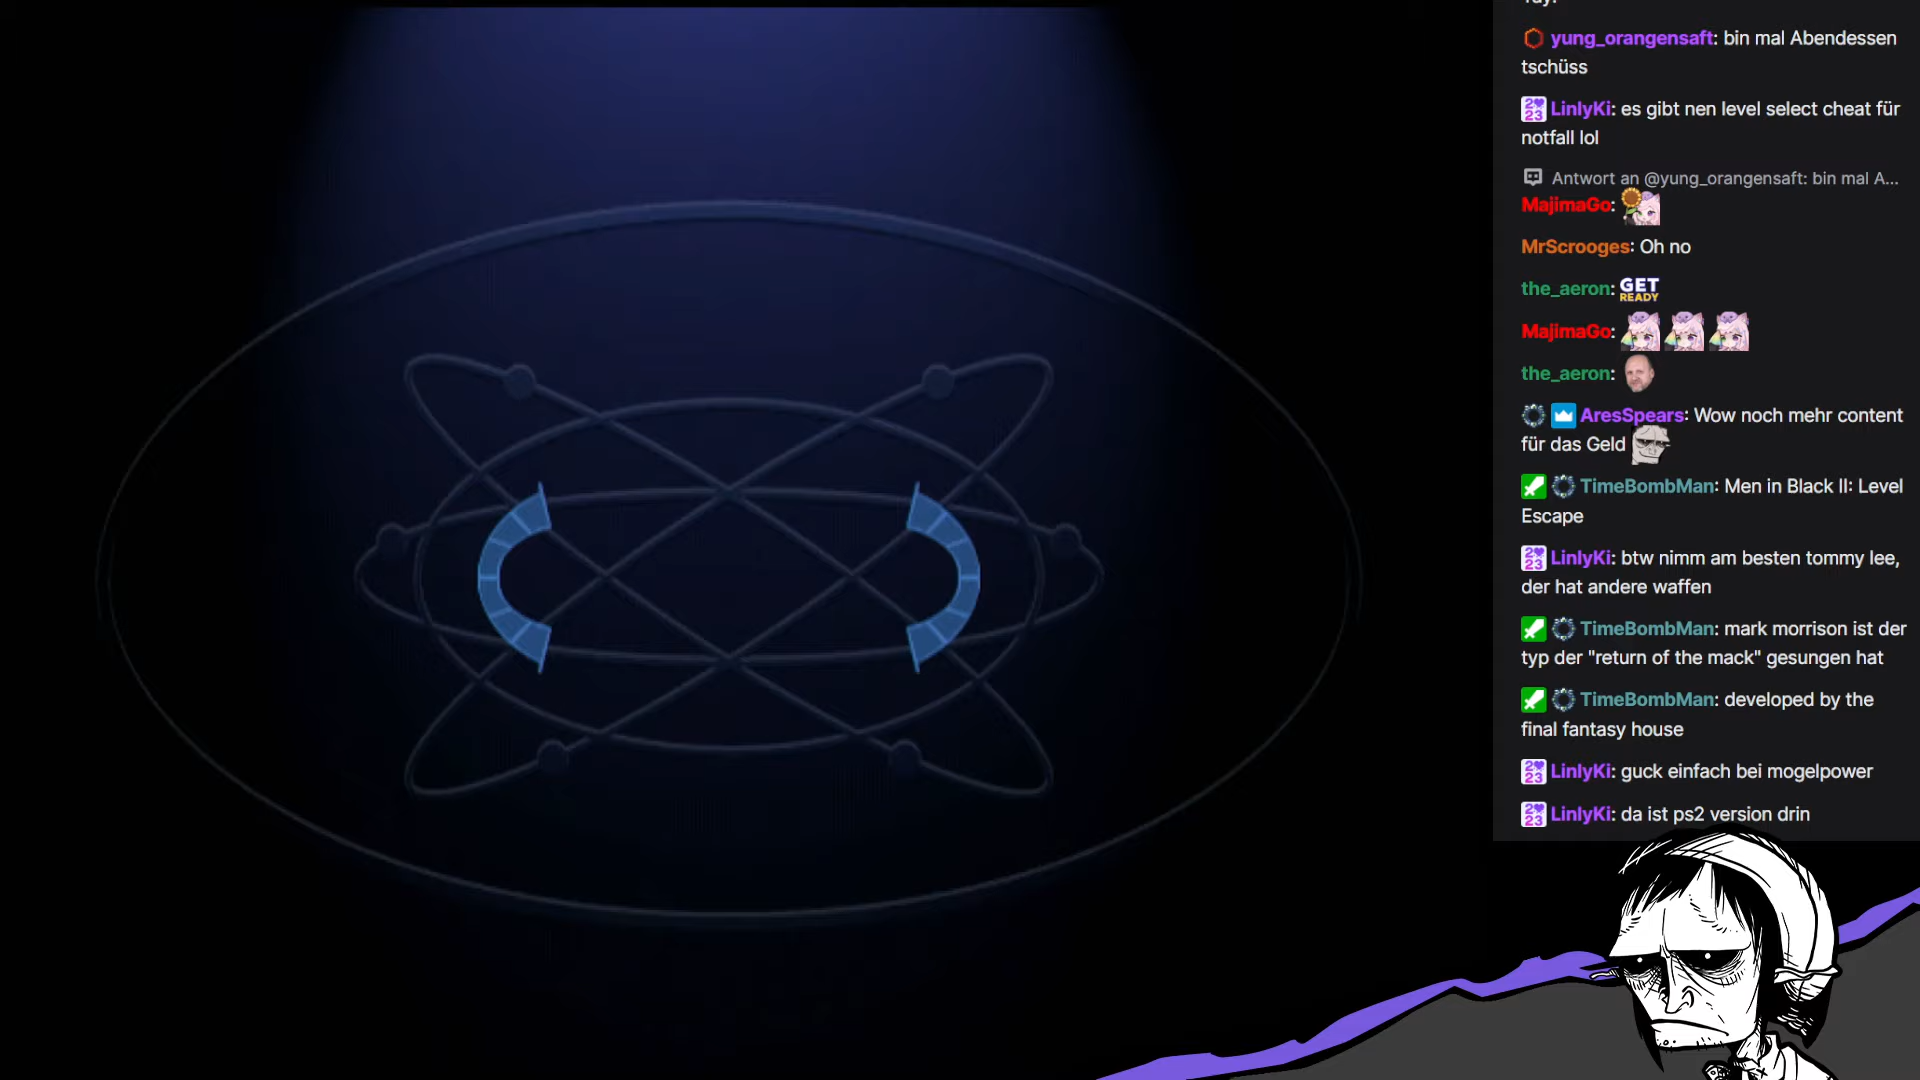 yung_orangensaft: bin mal Abendessen
tschüss
LinlyKi: es gibt nen level select cheat für
notfall lol
Antwort an @yung_orangensaft: bin mal A...
MajimaGo:
MrScrooges: Oh no
the_aeron: GET
READY
MajimaGo:
the_aeron:
AresSpears: Wow noch mehr content
für das Geld
TimeBombMan: Men in Black II: Level
Escape
LinlyKi: btw nimm am besten tommy lee,
der hat andere waffen
TimeBombMan: mark morrison ist der
typ der "return of the mack" gesungen hat
TimeBombMan: developed by the
final fantasy house
LinlyKi: guck einfach bei mogelpower
LinlyKi: da ist ps2 version drin